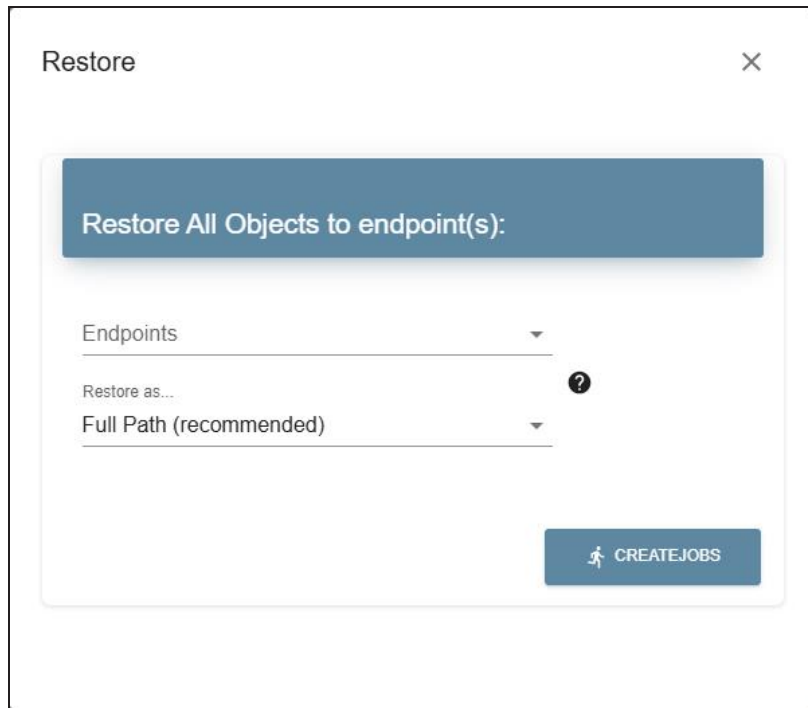 Restore
Restore All Objects to endpoint(s):
Endpoints
Restore as...
Full Path (recommended)
CREATEJOBS